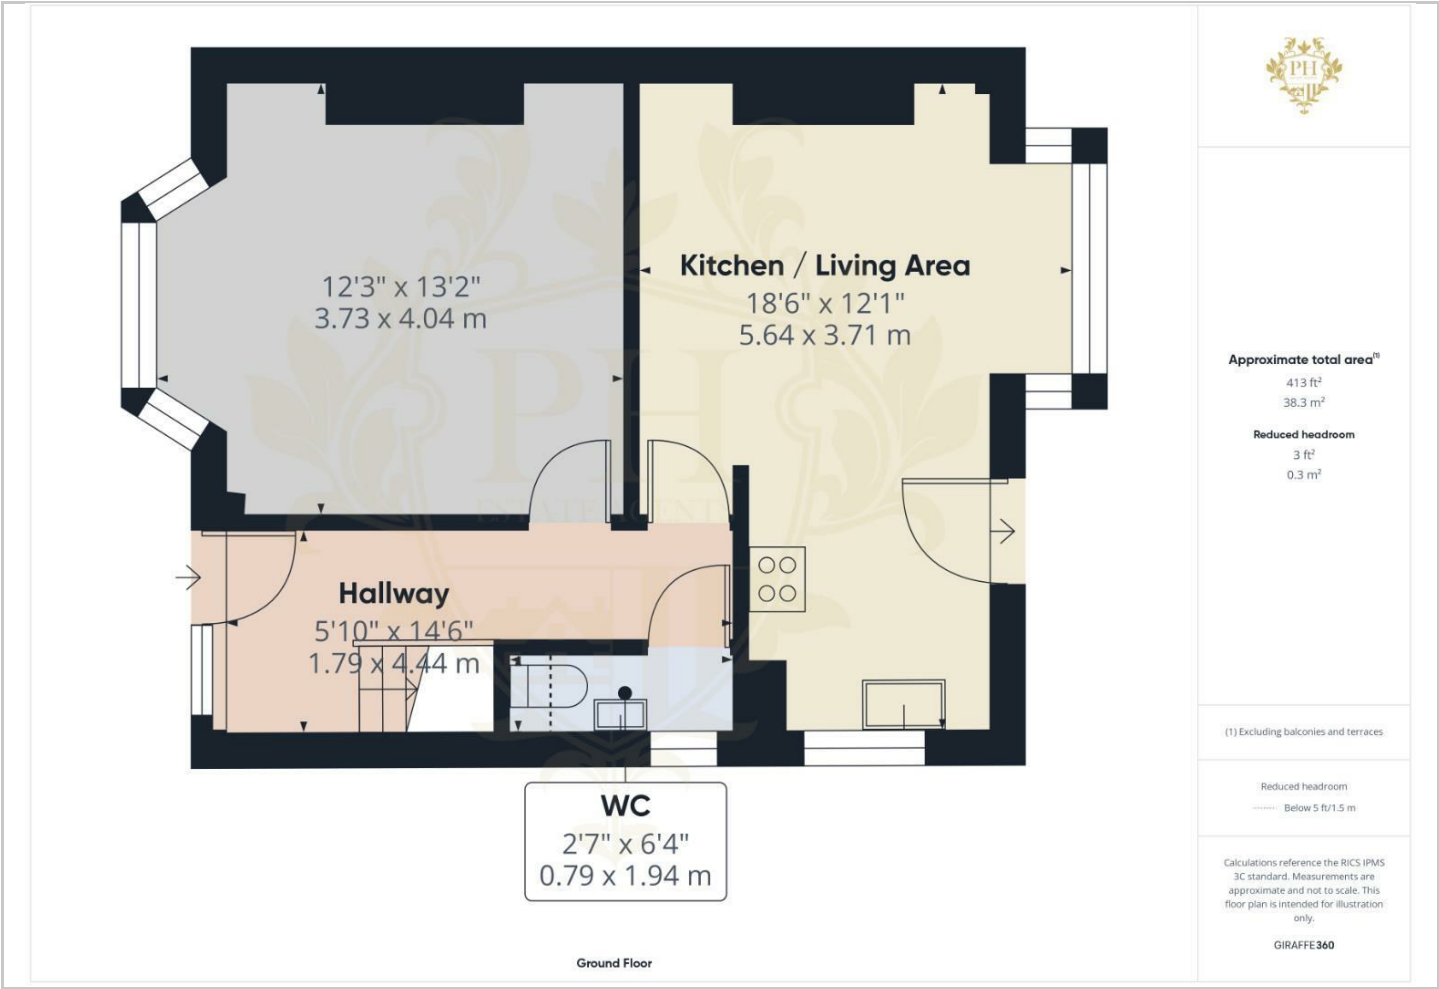 12'3" x 13'2"
3.73 x 4.04 m
Kitchen / Living Area
18'6" x 12'1"
5.64 x 3.71 m
Hallway
5'10" x 14'6"
1.79 x 4.44 m
WC
2'7" x 6'4"
0.79 x 1.94 m
Ground Floor
PH
ESTATE AGENTS
PH
Approximate total area(1)
413 ft²
38.3 m²
Reduced headroom
3 ft²
0.3 m²
(1) Excluding balconies and terraces
Reduced headroom
Below 5 ft/1.5 m
Calculations reference the RICS IPMS
3C standard. Measurements are
approximate and not to scale. This
floor plan is intended for illustration
only.
GIRAFFE360